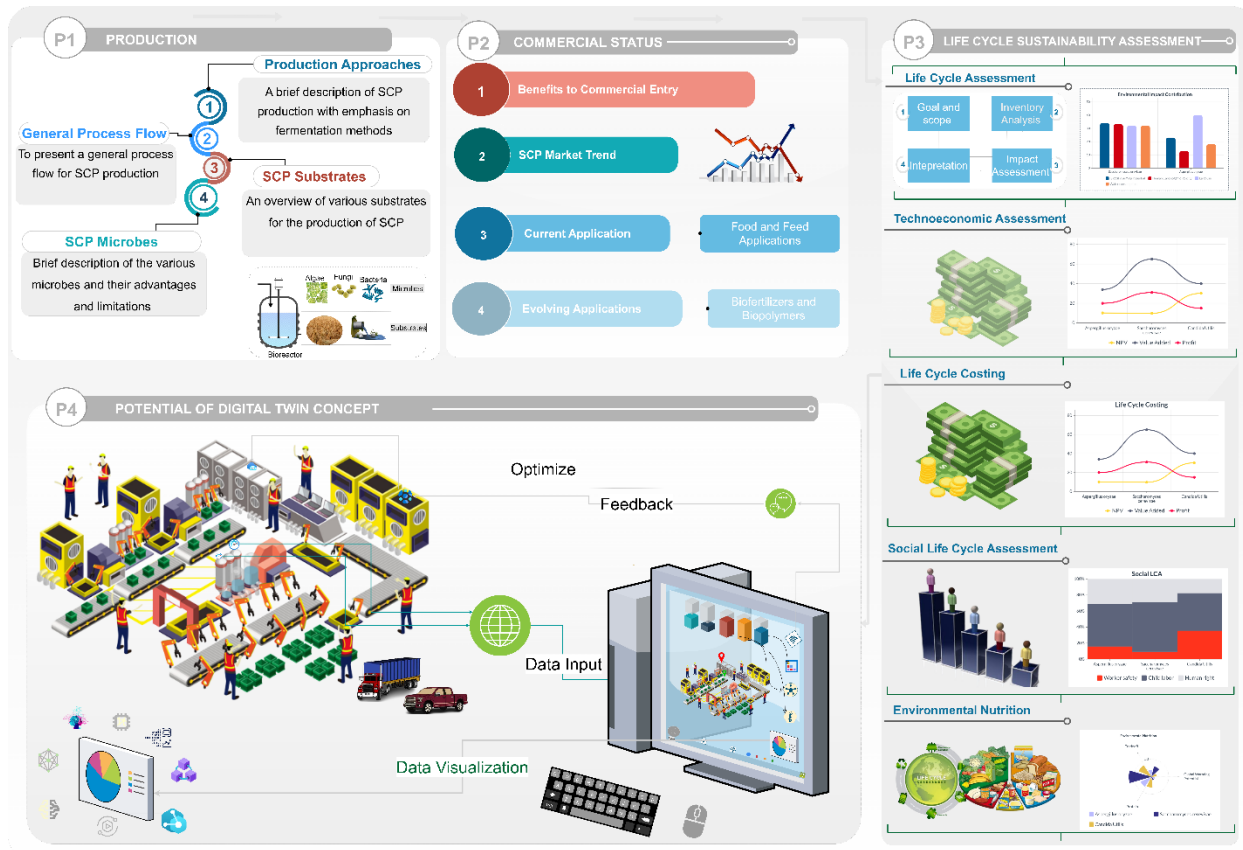 P1
PRODUCTION
Production Approaches
A brief description of SCP
production with emphasis on
fermentation methods
1
General Process Flow
2
To present a general process
flow for SCP production
3
SCP Substrates
An overview of various substrates
for the production of SCP
4
SCP Microbes
Brief description of the various
microbes and their advantages
and limitations
Algae
Fungi
Bacteria
Microbes
Substrates
Bioreactor
P2
COMMERCIAL STATUS
1
Benefits to Commercial Entry
2
SCP Market Trend
3
Current Application
Food and Feed
Applications
4
Evolving Applications
Biofertilizers and
Biopolymers
P3
LIFE CYCLE SUSTAINABILITY ASSESSMENT
Life Cycle Assessment
1
Goal and
scope
Inventory
Analysis
2
4
Intepretation
Impact
Assessment
3
Environmental Impact Contribution
Technoeconomic Assessment
NPV
Value Added
Profit
Life Cycle Costing
Life Cycle Costing
NPV
Value Added
Profit
Social Life Cycle Assessment
Social LCA
100%
Worker safety
Child labor
Human right
Environmental Nutrition
LIFE CYCLE
P4
POTENTIAL OF DIGITAL TWIN CONCEPT
Optimize
Feedback
Data Input
Data Visualization